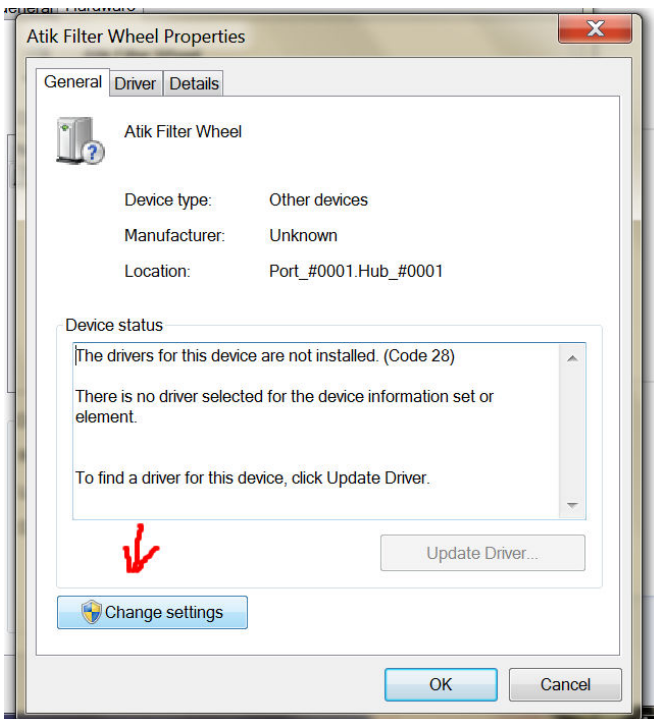 General Hardware
Atik Filter Wheel Properties
General Driver Details
Atik Filter Wheel
Device type: Other devices
Manufacturer: Unknown
Location: Port_#0001.Hub_#0001
Device status
The drivers for this device are not installed. (Code 28)
There is no driver selected for the device information set or
element.
To find a driver for this device, click Update Driver.
Update Driver...
Change settings
OK Cancel